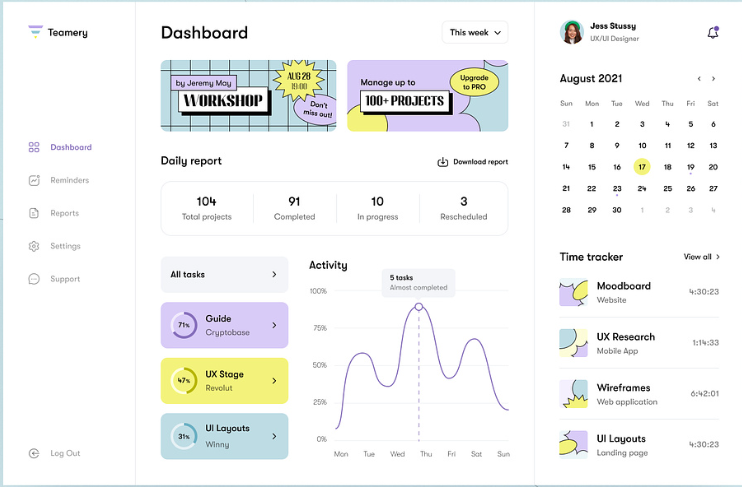 Teamery
Dashboard
Reminders
Reports
Settings
Support
Log Out
Dashboard
This week
by Jeremy May
WORKSHOP
AUG 28
19:00
Don't
miss out!
Manage up to
100+ PROJECTS
Upgrade
to PRO
Daily report
Download report
104
Total projects
91
Completed
10
In progress
3
Rescheduled
All tasks
71%
Guide
Cryptobase
47%
UX Stage
Revolut
31%
UI Layouts
Winny
Activity
5 tasks
Almost completed
100%
75%
50%
25%
0%
Mon Tue Wed Thu Fri Sat Sun
Jess Stussy
UX/UI Designer
August 2021
Sun Mon Tue Wed Thu Fri Sat
31 1 2 3 4 5 6
7 8 9 10 11 12 13
14 15 16 17 18 19 20
21 22 23 24 25 26 27
28 29 30 1 2 3 4
Time tracker
View all
Moodboard
Website
4:30:23
UX Research
Mobile App
1:14:33
Wireframes
Web application
6:42:01
UI Layouts
Landing page
4:30:23